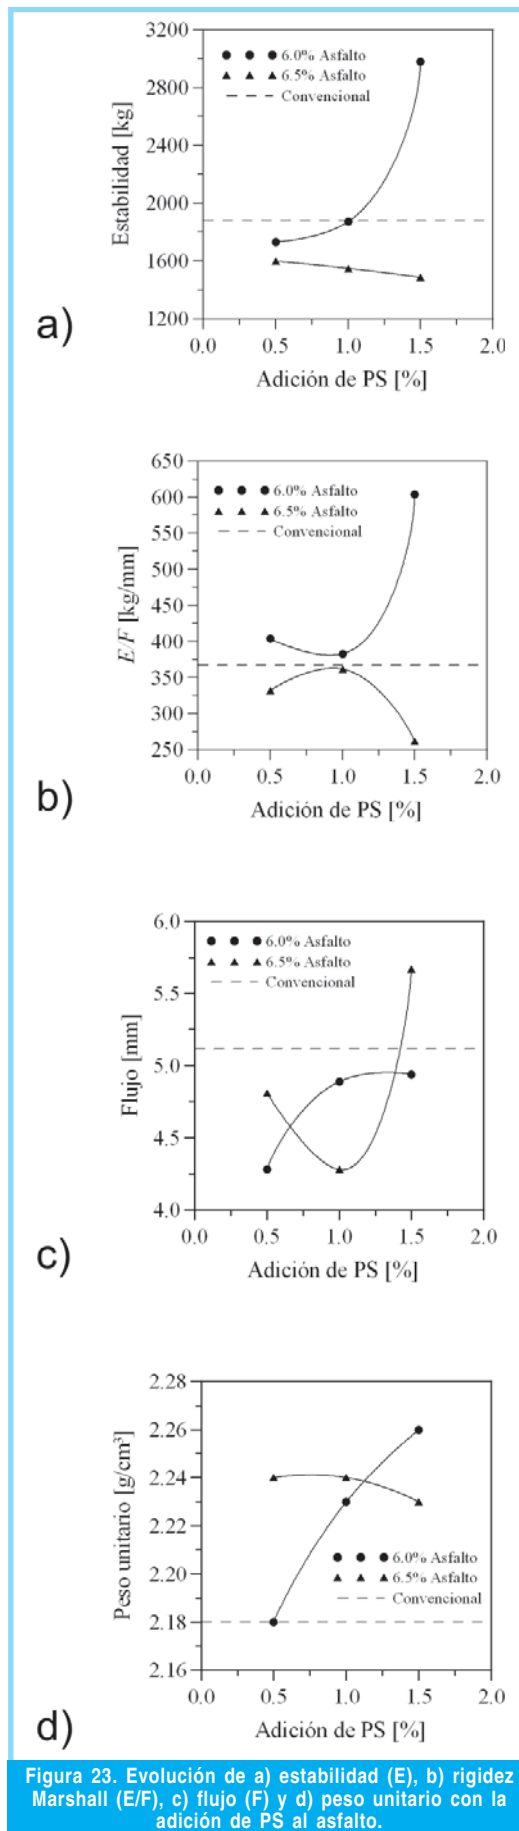 3200
2800
2400
2000
1600
1200
Estabilidad [kg]
6.0% Asfalto
6.5% Asfalto
Convencional
0.0 0.5 1.0 1.5 2.0
Adición de PS [%]
a)
650
600
550
500
450
400
350
300
250
E/F [kg/mm]
6.0% Asfalto
6.5% Asfalto
Convencional
0.0 0.5 1.0 1.5 2.0
Adición de PS [%]
b)
6.0
5.5
5.0
4.5
4.0
Flujo [mm]
6.0% Asfalto
6.5% Asfalto
Convencional
0.0 0.5 1.0 1.5 2.0
Adición de PS [%]
c)
2.28
2.26
2.24
2.22
2.20
2.18
2.16
Peso unitario [g/cm³]
6.0% Asfalto
6.5% Asfalto
Convencional
0.0 0.5 1.0 1.5 2.0
Adición de PS [%]
d)
Figura 23. Evolución de a) estabilidad (E), b) rigidez
Marshall (E/F), c) flujo (F) y d) peso unitario con la
adición de PS al asfalto.